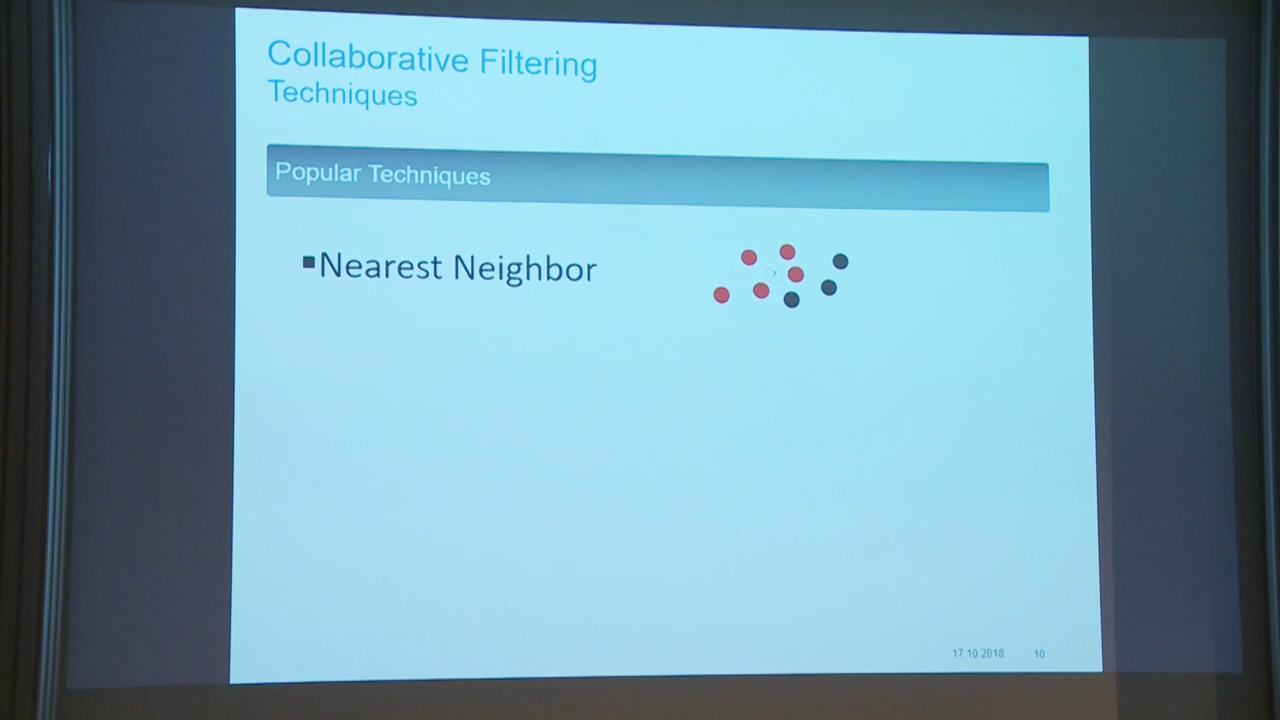 Collaborative Filtering
Techniques
Popular Techniques
▪Nearest Neighbor
?
17.10.2018 10